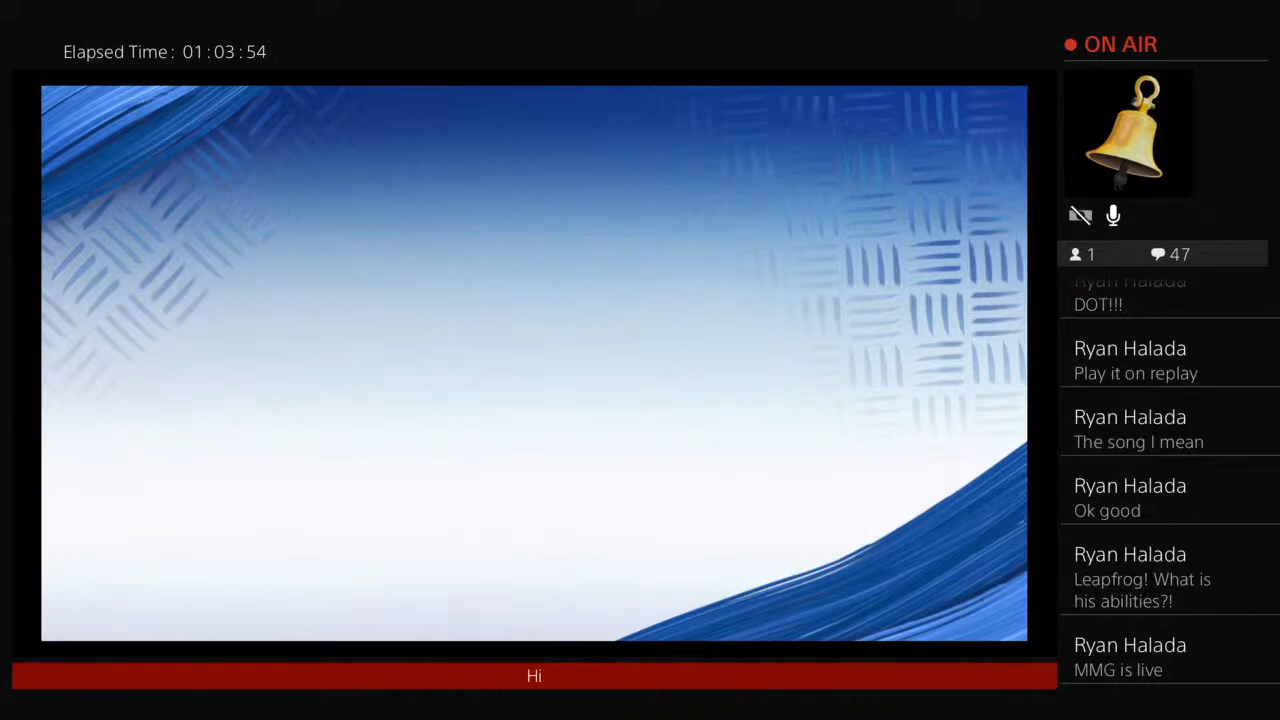 Elapsed Time: 01:03:54
ON AIR
1 47
Ryan Halada
DOT!!!
Ryan Halada
Play it on replay
Ryan Halada
The song I mean
Ryan Halada
Ok good
Ryan Halada
Leapfrog! What is
his abilities?!
Ryan Halada
MMG is live
Hi